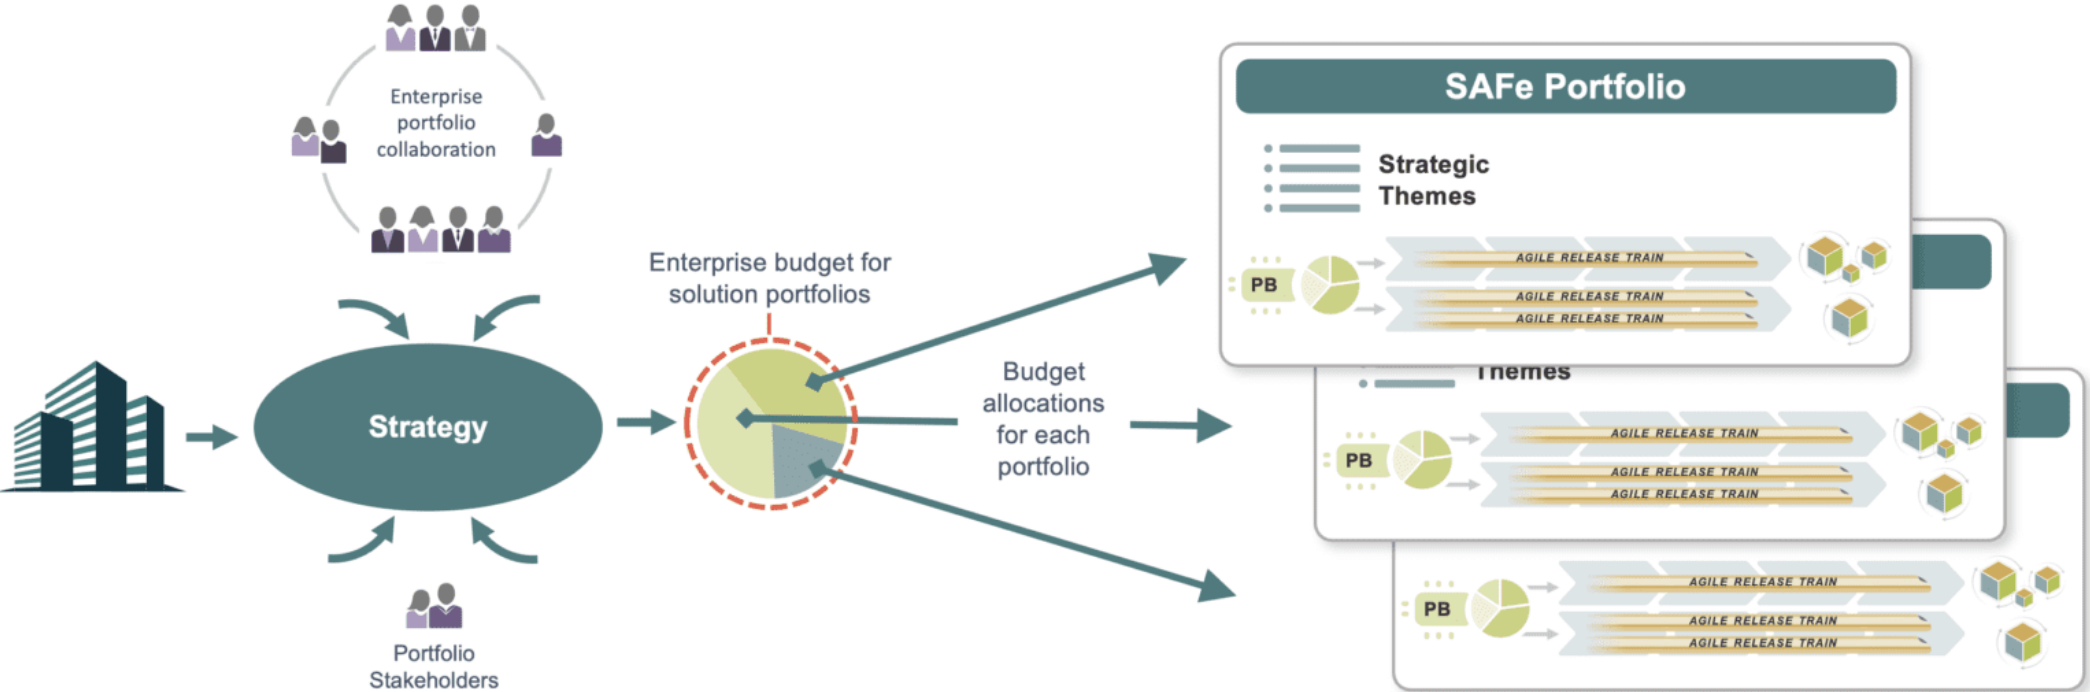 Enterprise
portfolio
collaboration
Strategy
Portfolio
Stakeholders
Enterprise budget for
solution portfolios
Budget
allocations
for each
portfolio
SAFe Portfolio
Strategic
Themes
PB
AGILE RELEASE TRAIN
AGILE RELEASE TRAIN
AGILE RELEASE TRAIN
Themes
PB
AGILE RELEASE TRAIN
AGILE RELEASE TRAIN
AGILE RELEASE TRAIN
PB
AGILE RELEASE TRAIN
AGILE RELEASE TRAIN
AGILE RELEASE TRAIN